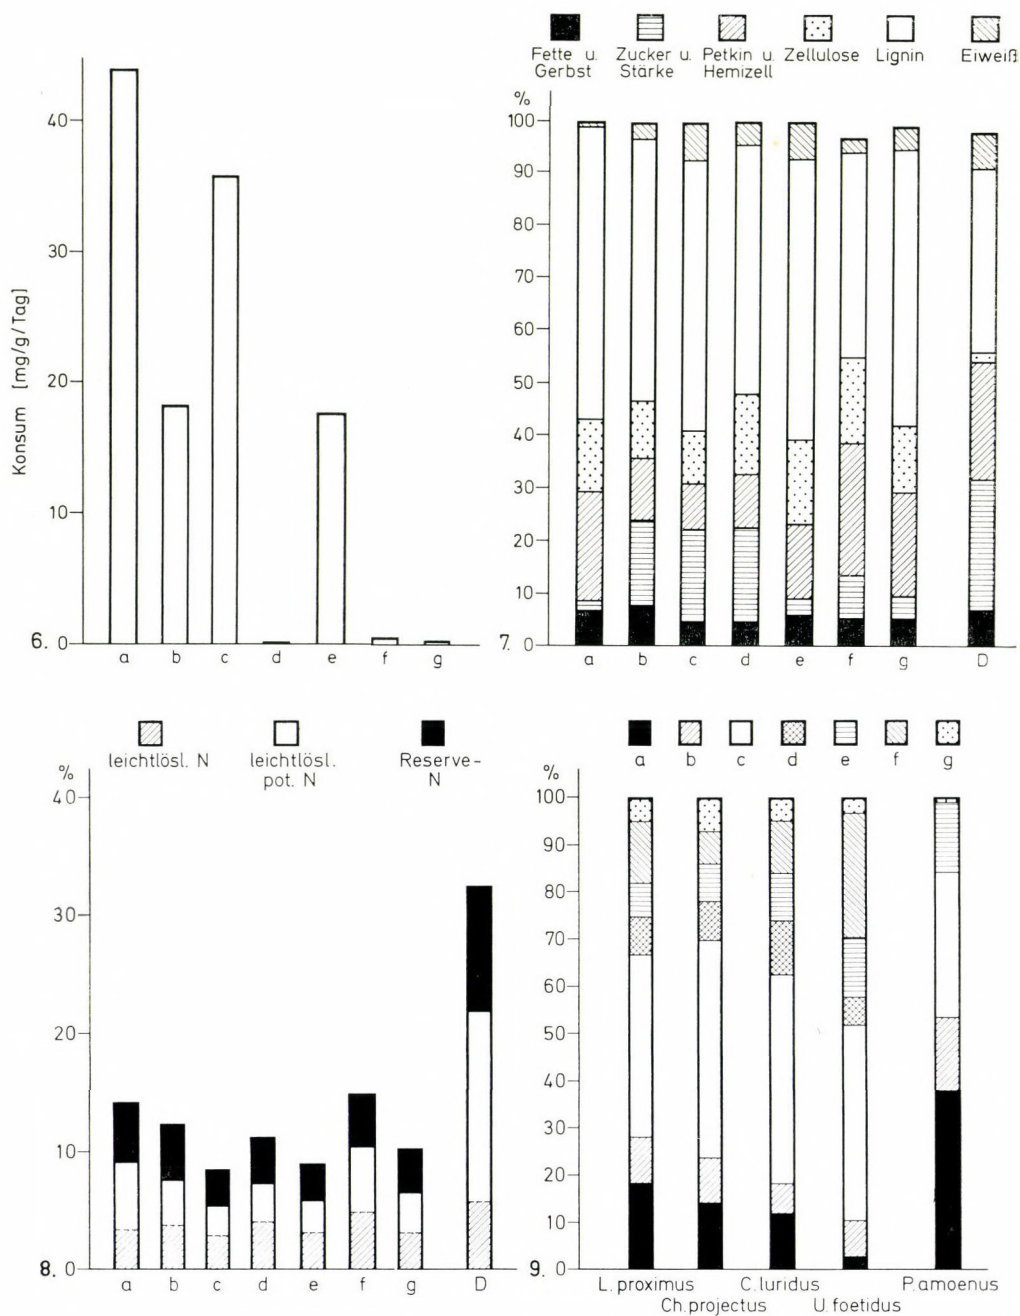 Konsum [mg/g/Tag]
40
30
20
10
6. 0
a b c d e f g
Fette u. Gerbst
Zucker u. Stärke
Petkin u. Hemizell
Zellulose
Lignin
Eiweiß
%
100
90
80
70
60
50
40
30
20
10
7. 0
a b c d e f g D
leichtlösl. N
leichtlösl. pot. N
Reserve-N
%
40
30
20
10
8. 0
a b c d e f g D
a b c d e f g
%
100
90
80
70
60
50
40
30
20
10
9. 0
L. proximus
Ch. projectus
C. luridus
U. foetidus
P. amoenus